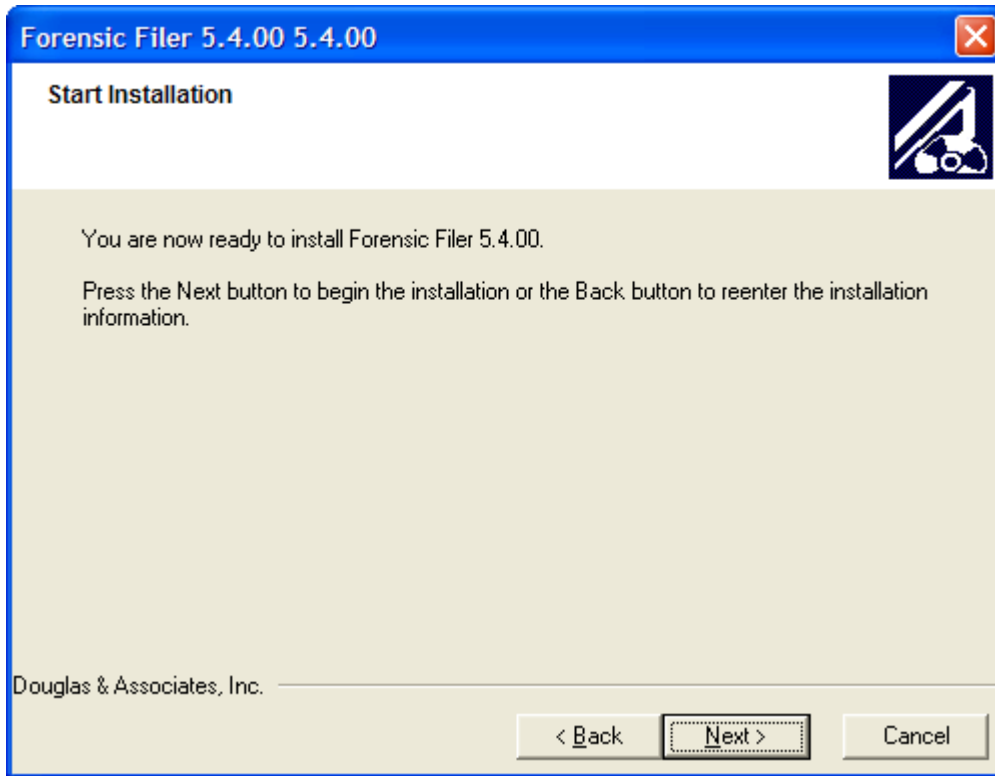 Forensic Filer 5.4.00 5.4.00
Start Installation
You are now ready to install Forensic Filer 5.4.00.
Press the Next button to begin the installation or the Back button to reenter the installation
information.
Douglas & Associates, Inc.
< Back Next > Cancel